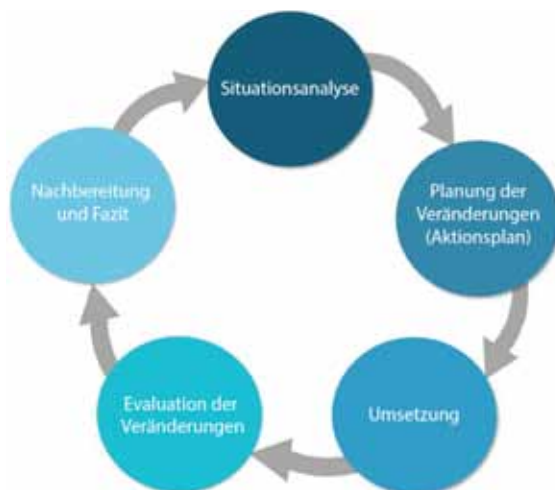 Situationsanalyse
Planung der
Veränderungen
(Aktionsplan)
Umsetzung
Evaluation der
Veränderungen
Nachbereitung
und Fazit